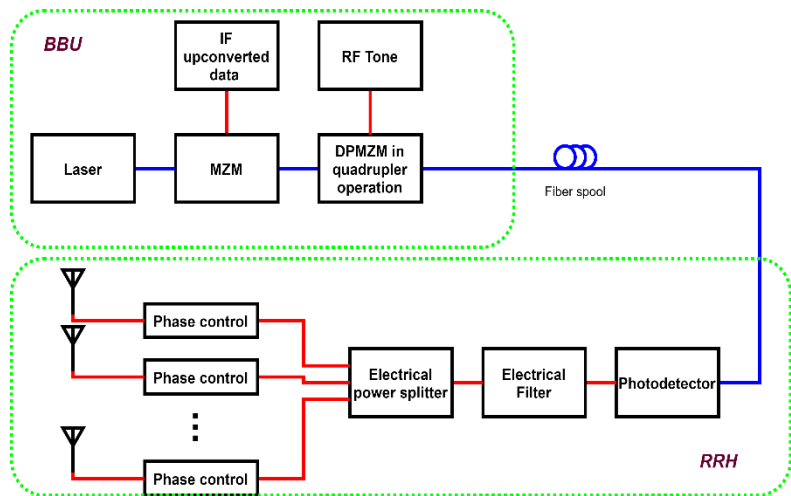 BBU
IF
upconverted
data
RF Tone
Laser
MZM
DPMZM in
quadrupler
operation
Fiber spool
Phase control
Phase control
Phase control
Electrical
power splitter
Electrical
Filter
Photodetector
RRH